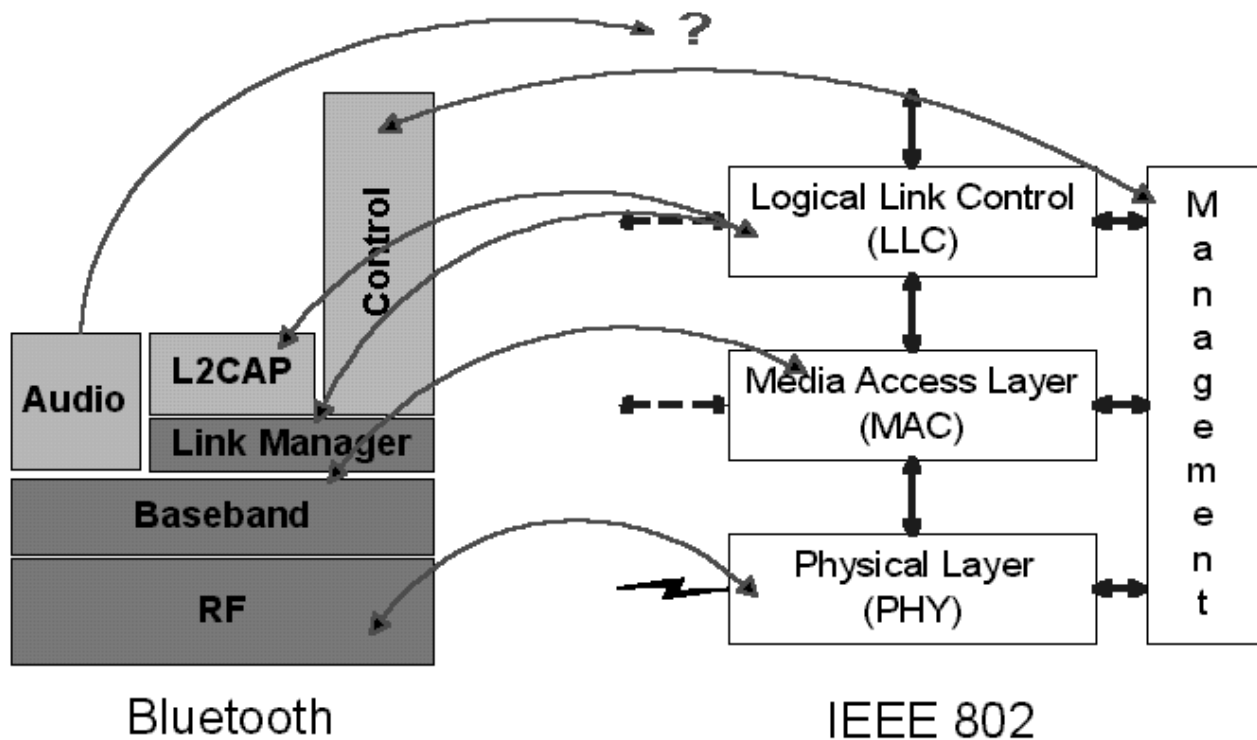 ?
Control
Audio
L2CAP
Link Manager
Baseband
RF
Bluetooth
Logical Link Control
(LLC)
Media Access Layer
(MAC)
Physical Layer
(PHY)
Management
IEEE 802